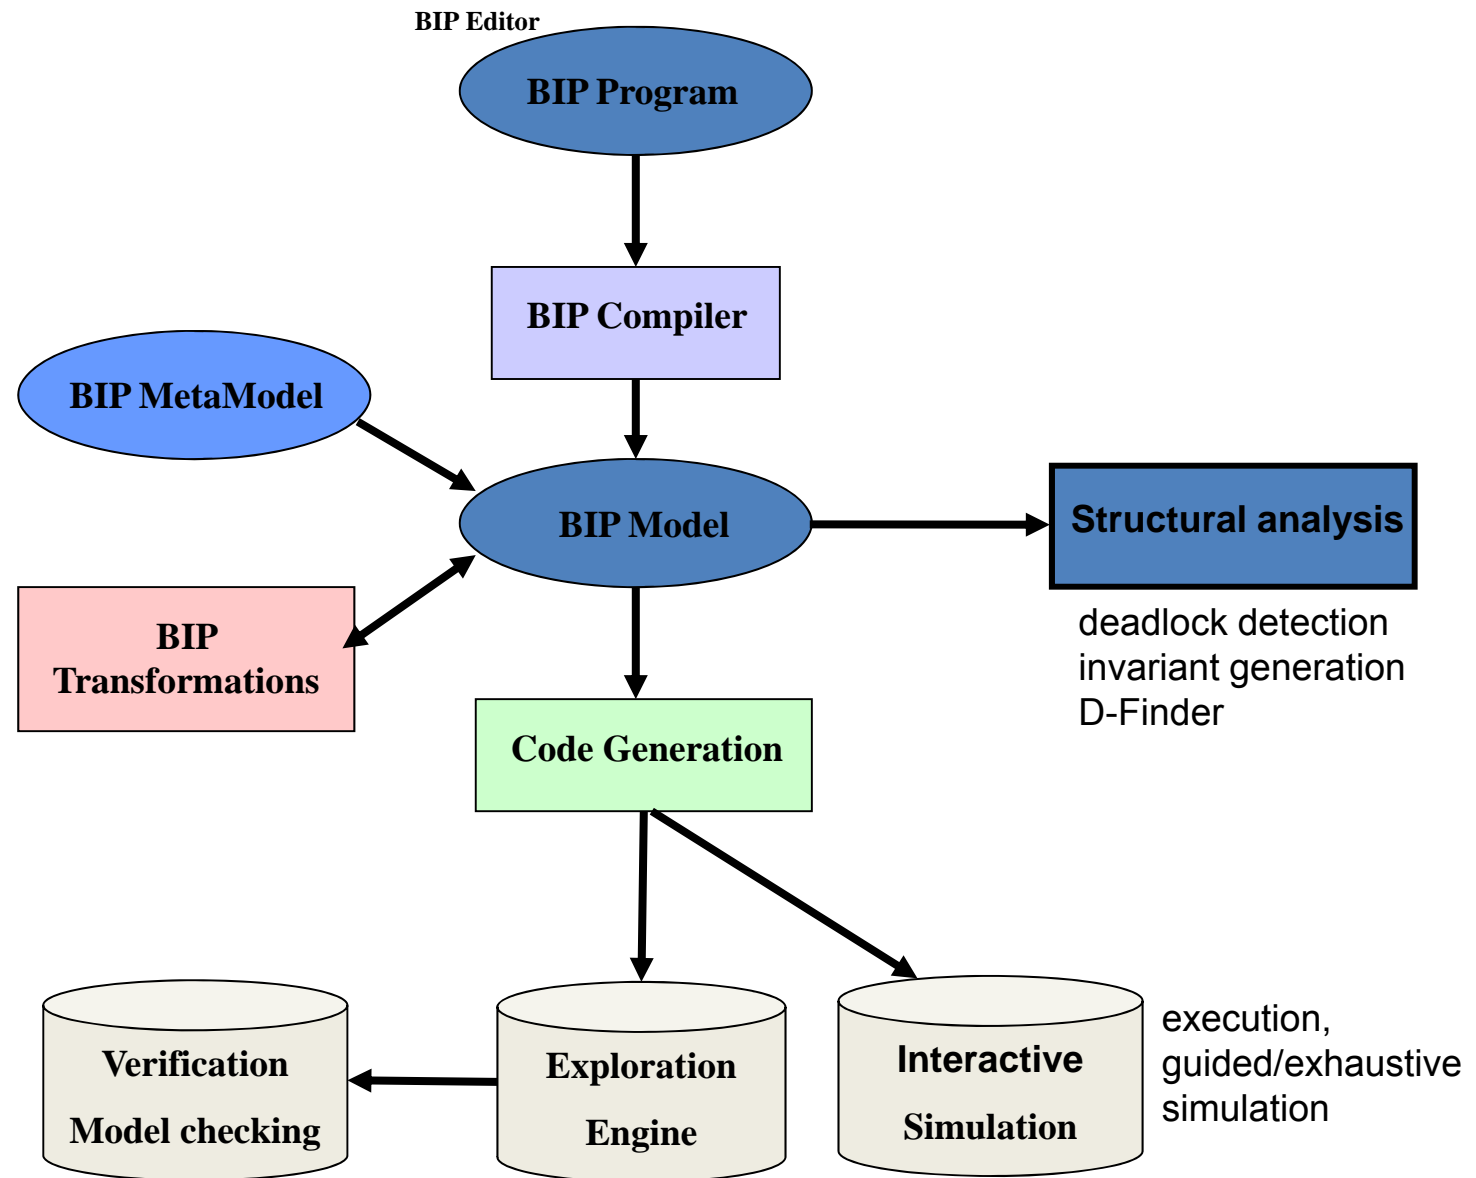 BIP Editor
BIP Program
BIP Compiler
BIP MetaModel
BIP Model
Structural analysis
deadlock detection
invariant generation
D-Finder
BIP
Transformations
Code Generation
Verification
Model checking
Exploration
Engine
Interactive
Simulation
execution,
guided/exhaustive
simulation